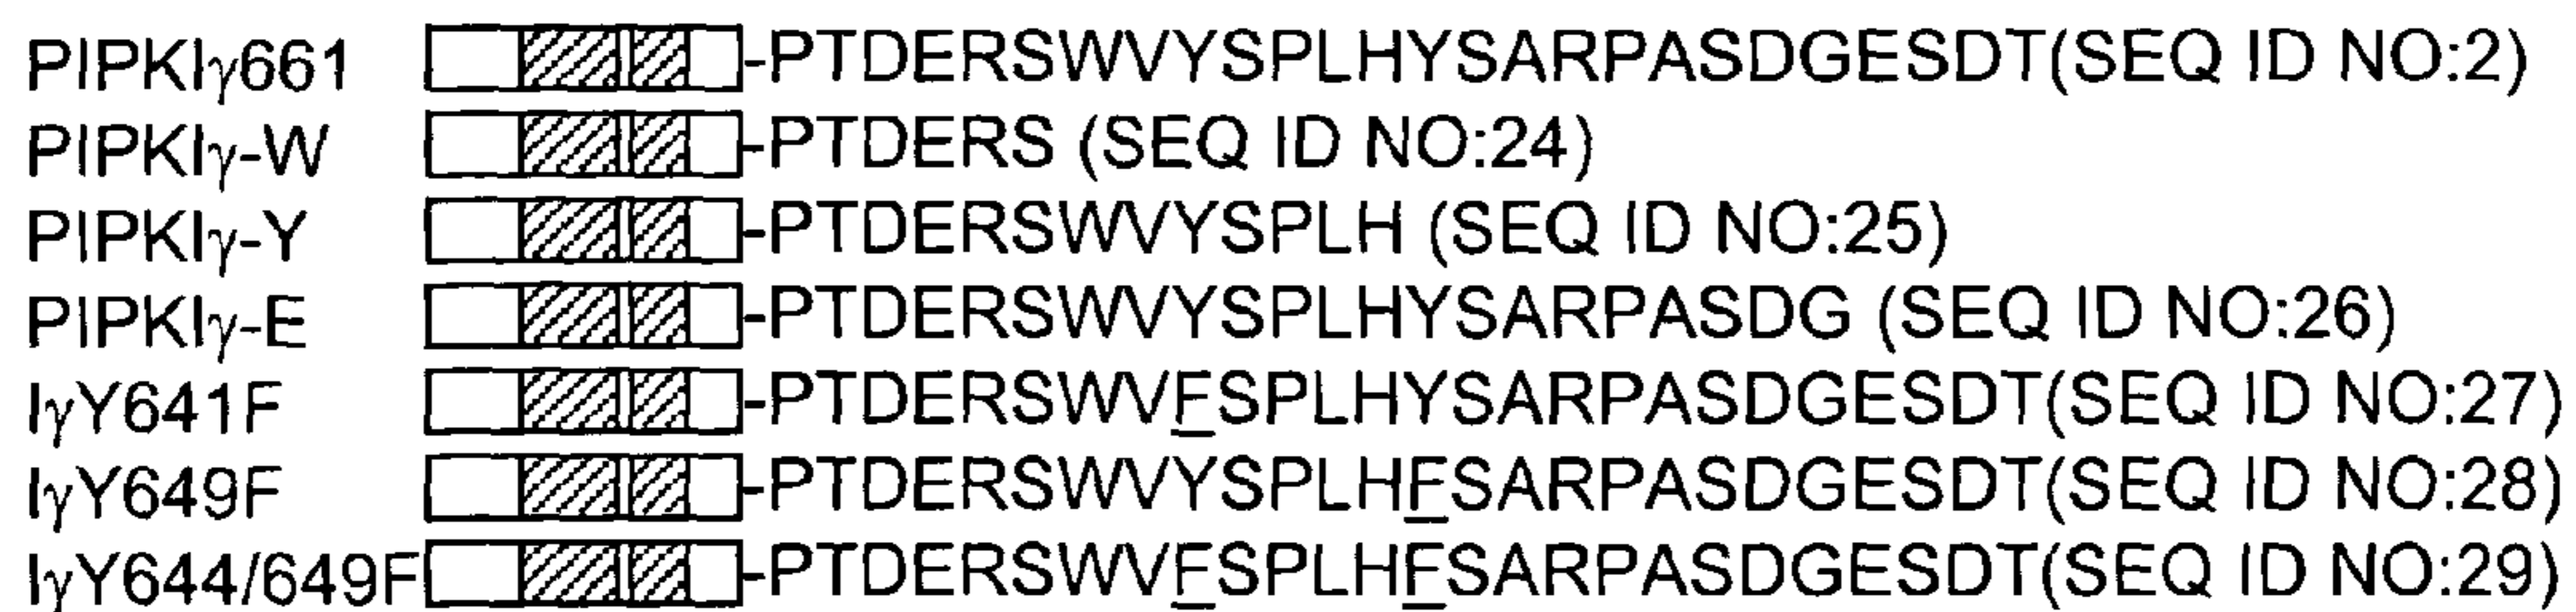 PIPKIγ661 -PTDERSWVYSPLHYSARPASDGESDT(SEQ ID NO:2)
PIPKIγ-W -PTDERS (SEQ ID NO:24)
PIPKIγ-Y -PTDERSWVYSPLH (SEQ ID NO:25)
PIPKIγ-E -PTDERSWVYSPLHYSARPASDG (SEQ ID NO:26)
IγY641F -PTDERSWVFSPLHYSARPASDGESDT(SEQ ID NO:27)
IγY649F -PTDERSWVYSPLHFSARPASDGESDT(SEQ ID NO:28)
IγY644/649F -PTDERSWVFSPLHFSARPASDGESDT(SEQ ID NO:29)